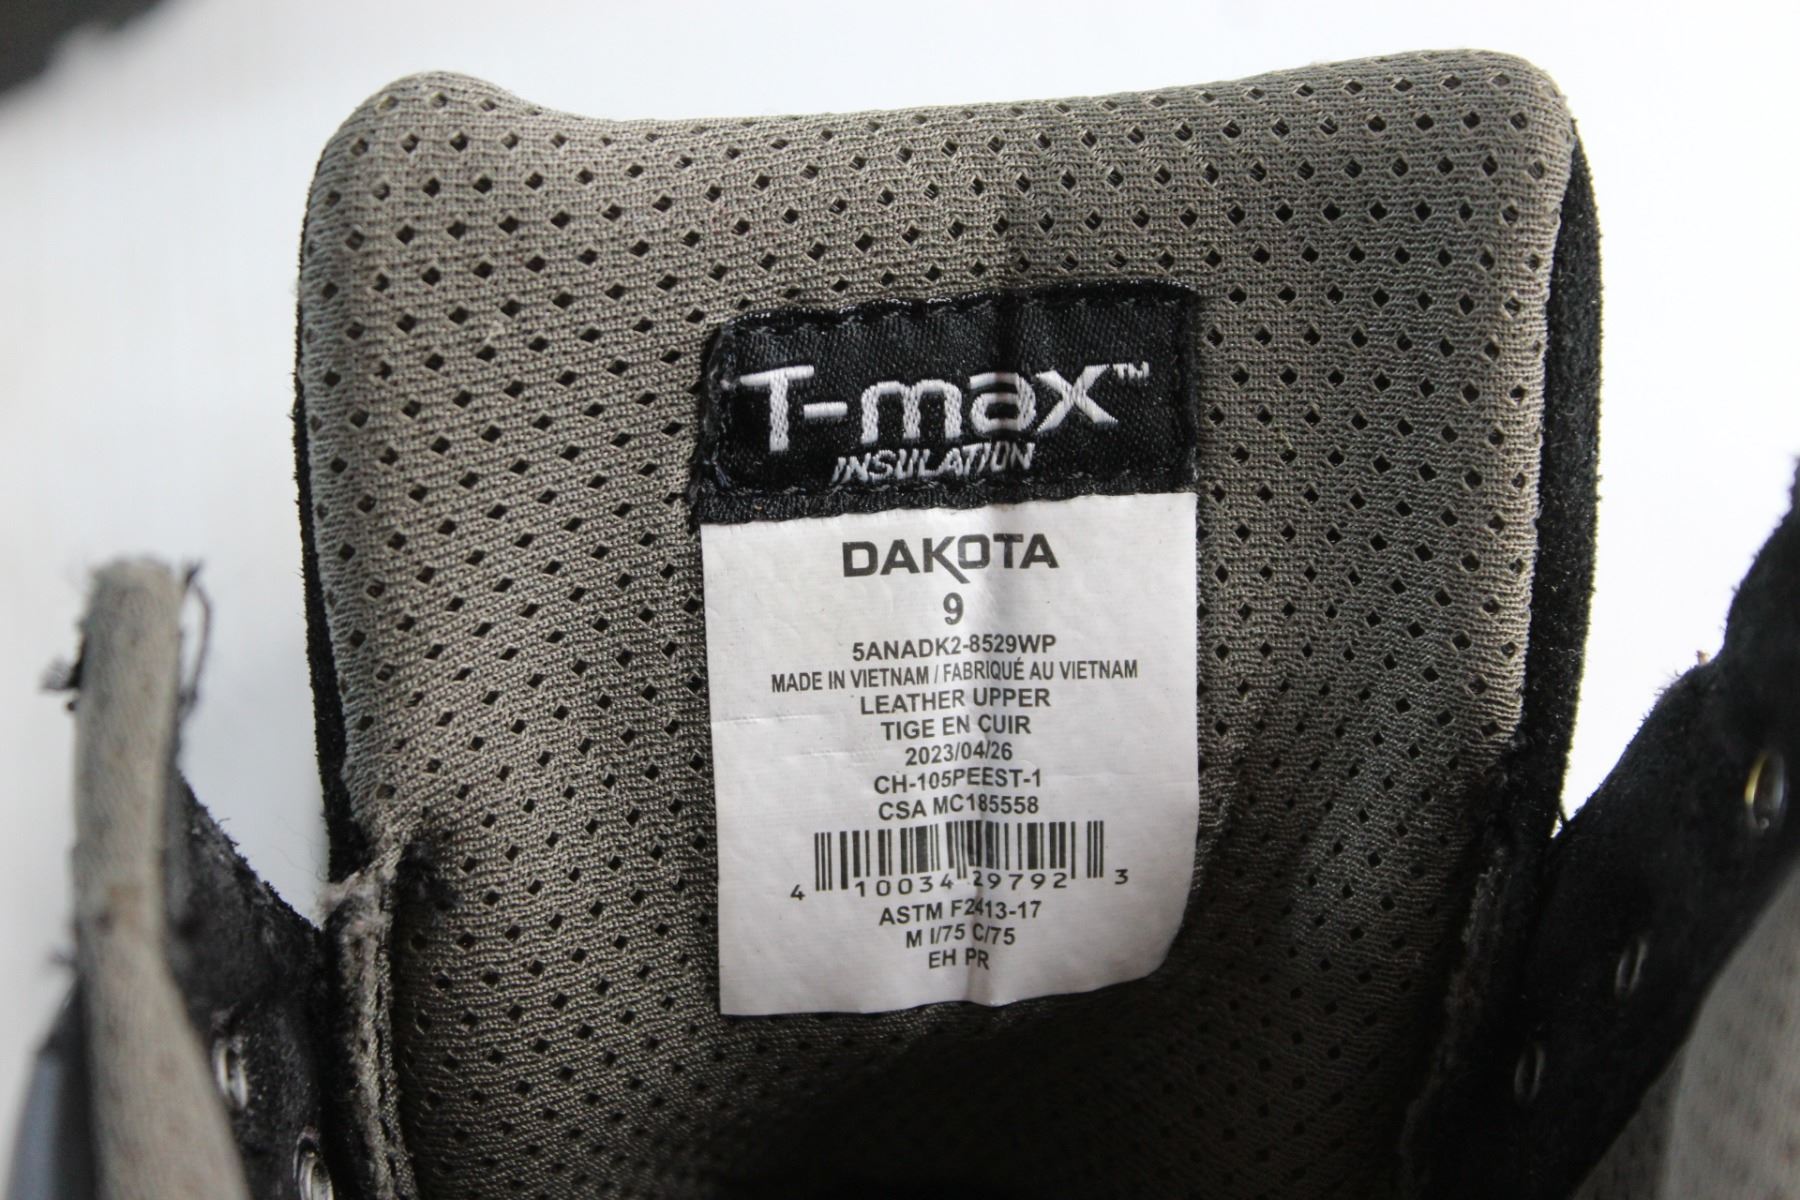 T-max™
INSULATION
DAKOTA
9
5ANADK2-8529WP
MADE IN VIETNAM / FABRIQUÉ AU VIETNAM
LEATHER UPPER
TIGE EN CUIR
2023/04/26
CH-105PEEST-1
CSA MC185558
4 10034 29792 3
ASTM F2413-17
M I/75 C/75
EH PR